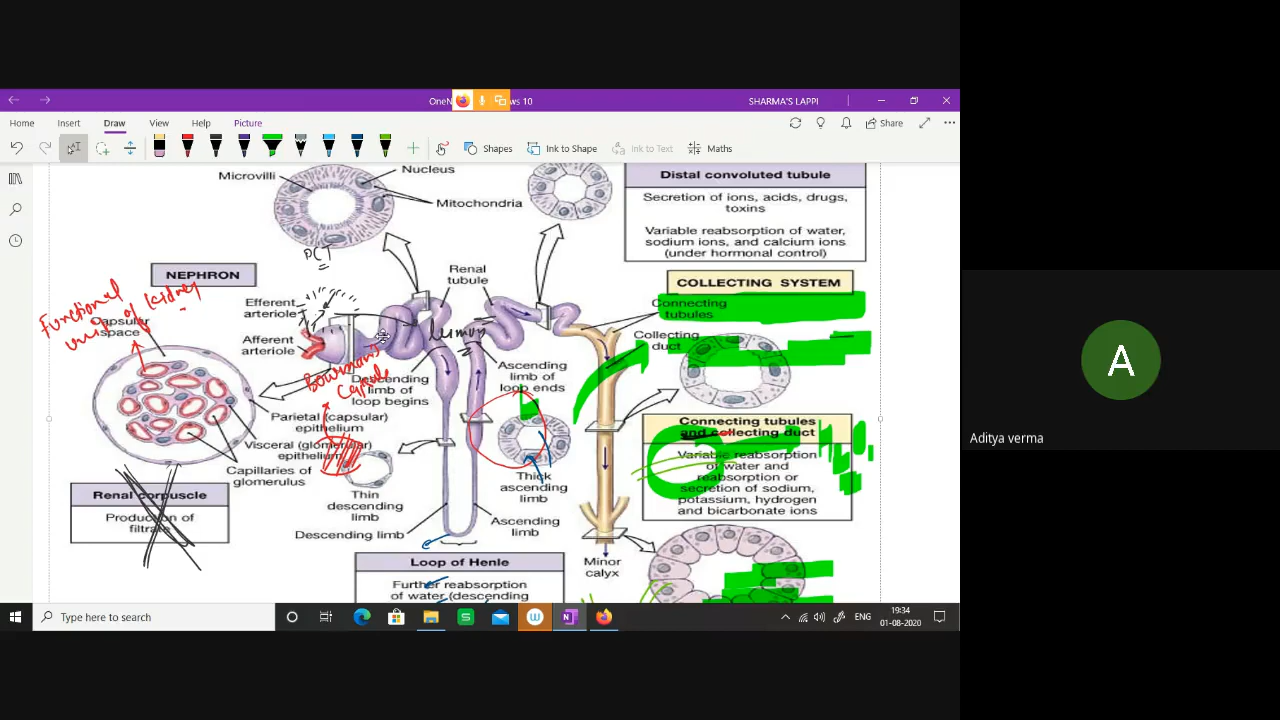 OneN
ws 10
SHARMA'S LAPPI
Home
Insert
Draw
View
Help
Picture
Share
Shapes
Ink to Shape
Ink to Text
Maths
Microvilli
Nucleus
Mitochondria
PCT
Distal convoluted tubule
Secretion of ions, acids, drugs,
toxins
Variable reabsorption of water,
sodium ions, and calcium ions
(under hormonal control)
NEPHRON
Functional
unit of kidney
Capsular
space
Efferent
arteriole
Afferent
arteriole
Renal
tubule
lumen
COLLECTING SYSTEM
Connecting
tubules
Collecting
duct
Bowman's
Capsule
Descending
limb of
loop begins
Ascending
limb of
loop ends
Parietal (capsular)
epithelium
Visceral (glomerular)
epithelium
Capillaries of
glomerulus
Renal corpuscle
Production of
filtrate
Thin
descending
limb
Thick
ascending
limb
Descending limb
Ascending
limb
Connecting tubules
and collecting duct
Variable reabsorption
of water and
reabsorption or
secretion of sodium,
potassium, hydrogen
and bicarbonate ions
Minor
calyx
Loop of Henle
Further reabsorption
of water (descending
Type here to search
ENG
19:34
01-08-2020
A
Aditya verma